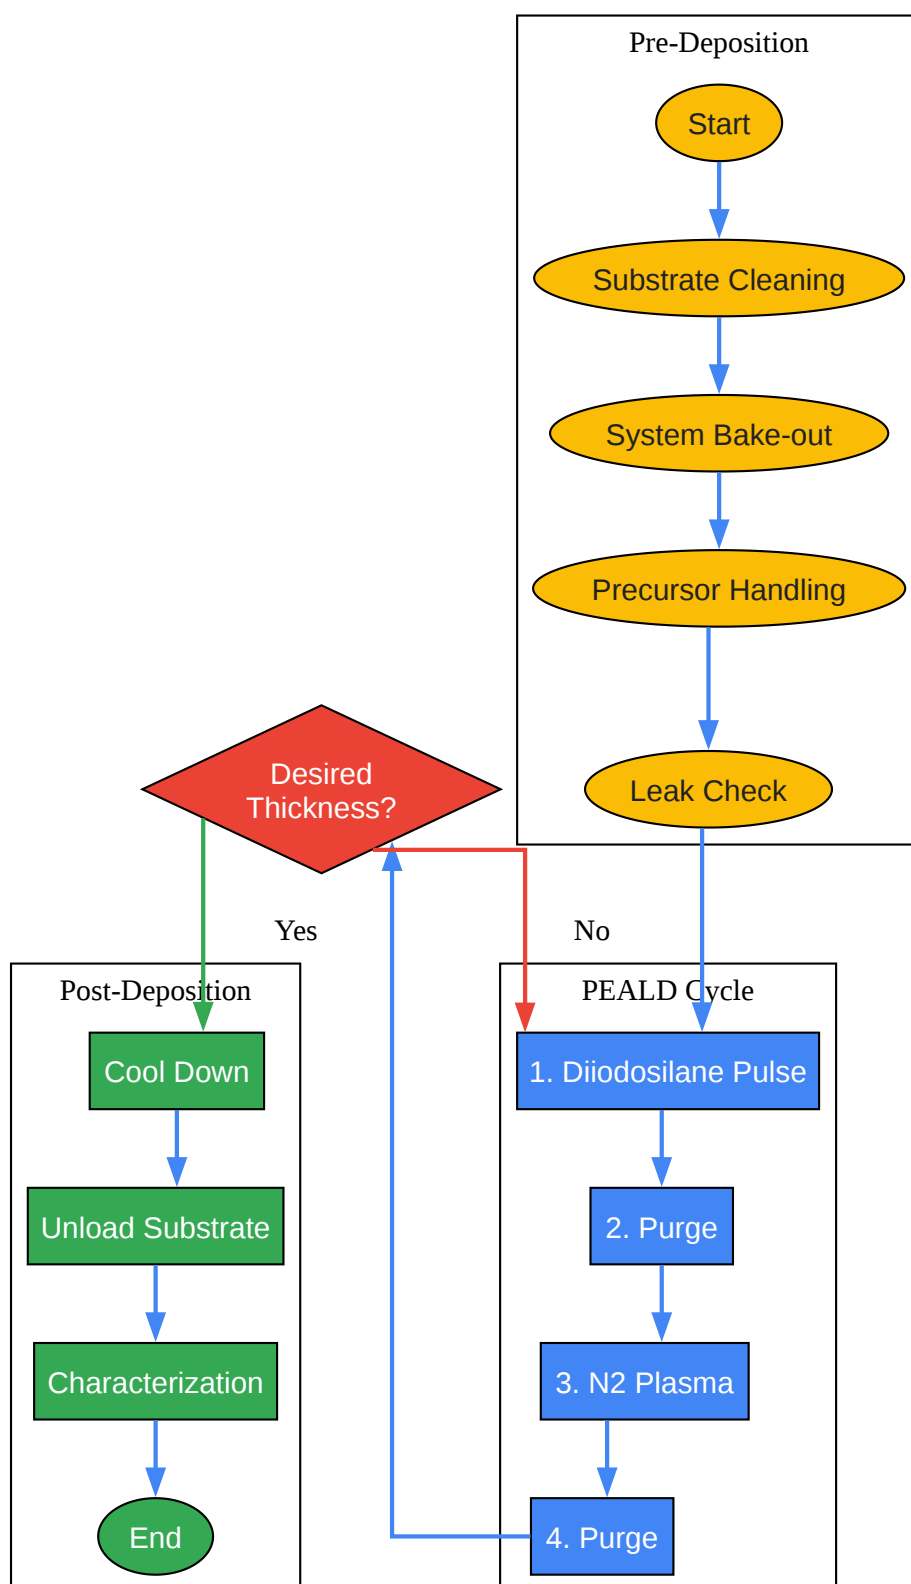 Pre-Deposition
Start
Substrate Cleaning
System Bake-out
Precursor Handling
Leak Check
Desired
Thickness?
Yes
No
Post-Deposition
Cool Down
Unload Substrate
Characterization
End
PEALD Cycle
1. Diiodosilane Pulse
2. Purge
3. N2 Plasma
4. Purge